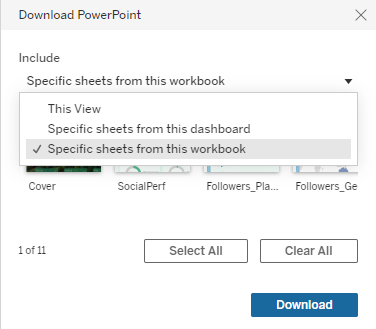 Download PowerPoint
Include
Specific sheets from this workbook
This View
Specific sheets from this dashboard
✓ Specific sheets from this workbook
Cover
SocialPerf
Followers_Pla...
Followers_Ge
1 of 11
Select All
Clear All
Download